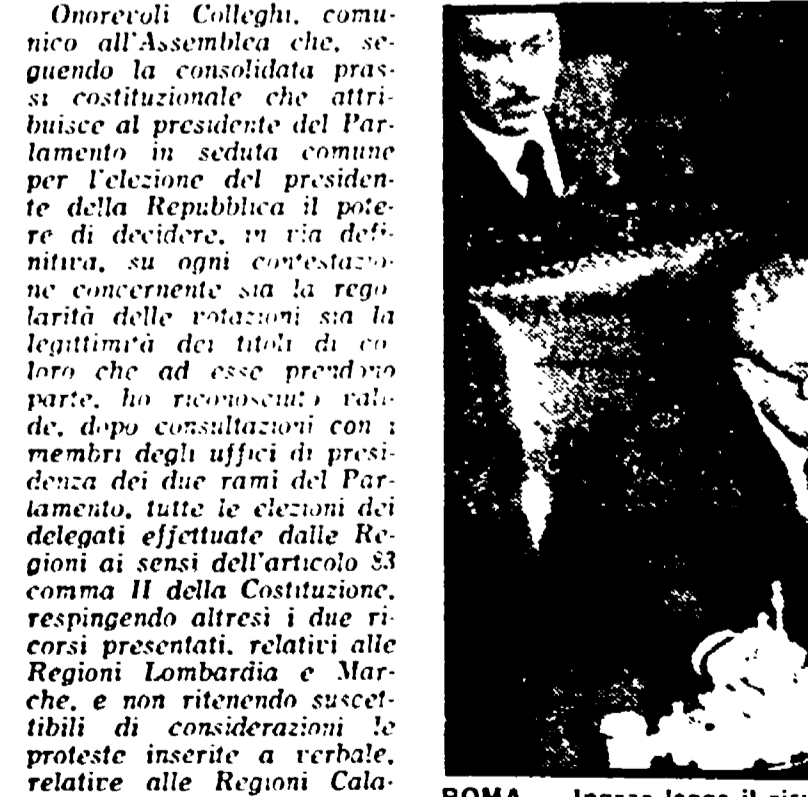 Onorevoli Colleghi, comu-
nico all'Assemblea che, se-
guendo la consolidata pras-
si costituzionale che attri-
buisce al presidente del Par-
lamento in seduta comune
per l'elezione del presiden-
te della Repubblica il pote-
re di decidere, in via defi-
nitiva, su ogni contestazio-
ne concernente sia la rego
larità delle votazioni sia la
legittimità dei titoli di co
loro che ad esse prendono
parte, ho riconosciuto vali-
de, dopo consultazioni con i
membri degli uffici di presi-
denza dei due rami del Par-
lamento, tutte le elezioni dei
delegati effettuate dalle Re-
gioni ai sensi dell'articolo 83
comma II della Costituzione,
respingendo altresì i due ri-
corsi presentati, relativi alle
Regioni Lombardia e Mar-
che, e non ritenendo suscet-
tibili di considerazioni le
proteste inserite a verbale,
relative alle Regioni Cala-
ROMA Ingrao legge il